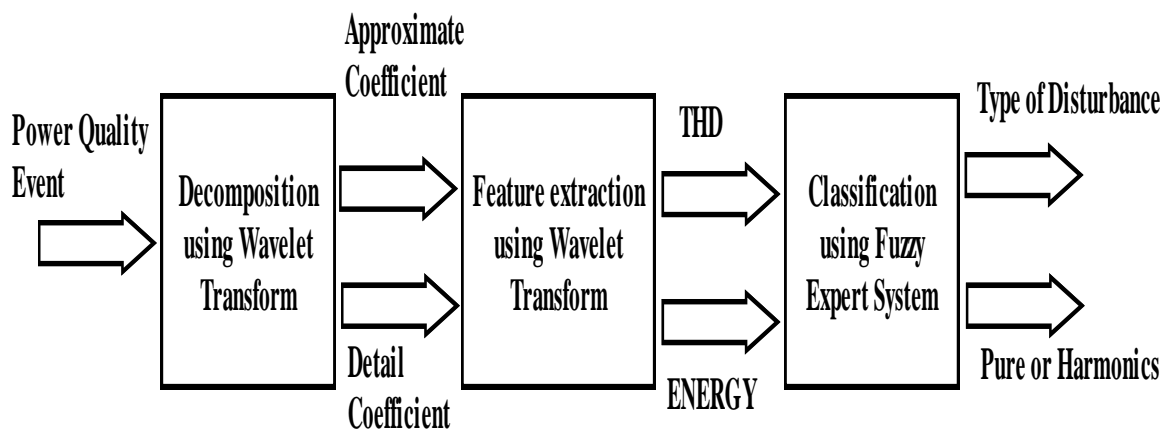 Power Quality
Event
Decomposition
using Wavelet
Transform
Approximate
Coefficient
Detail
Coefficient
Feature extraction
using Wavelet
Transform
THD
ENERGY
Classification
using Fuzzy
Expert System
Type of Disturbance
Pure or Harmonics